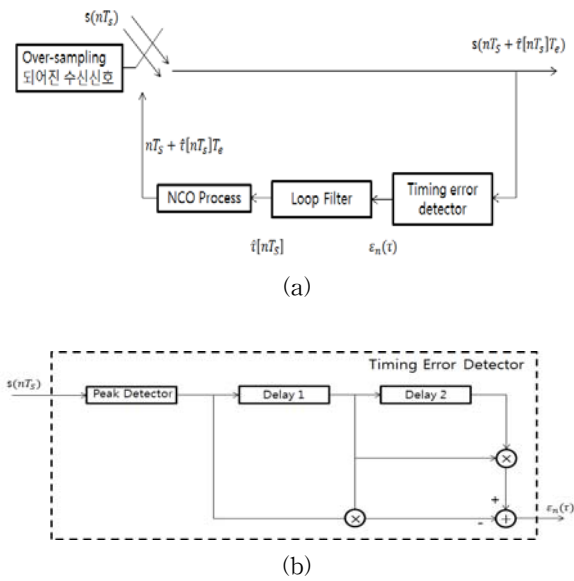 s(nTₛ)
s(nTₛ + τ̂[nTₛ]Tₑ)
Over-sampling
되어진 수신신호
nTₛ + τ̂[nTₛ]Tₑ
NCO Process
Loop Filter
Timing error
detector
τ̂[nTₛ]
εₙ(τ)
(a)
Timing Error Detector
s(nTₛ)
Peak Detector
Delay 1
Delay 2
×
+
×
-
+
εₙ(τ)
(b)